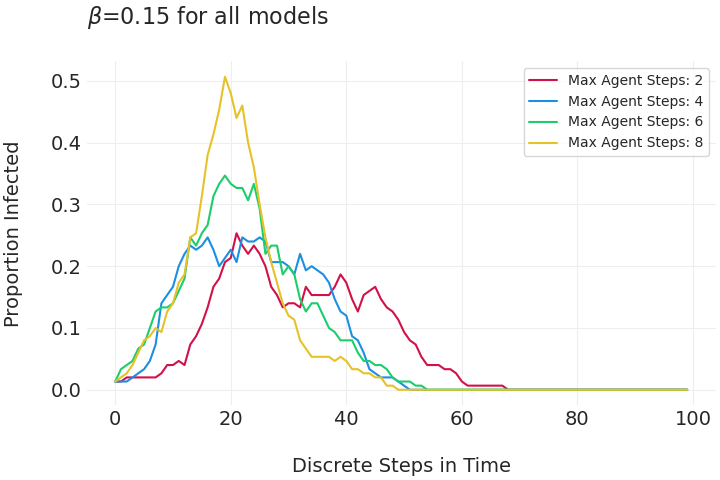 β=0.15 for all models
Max Agent Steps: 2
Max Agent Steps: 4
Max Agent Steps: 6
Max Agent Steps: 8
Proportion Infected
0.5
0.4
0.3
0.2
0.1
0.0
0
20
40
60
80
100
Discrete Steps in Time